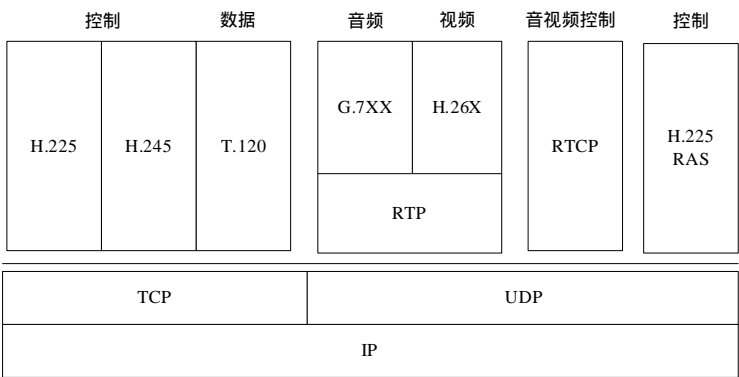 控制
数据
音频
视频
音视频控制
控制
H.225
H.245
T.120
G.7XX
H.26X
RTP
RTCP
H.225
RAS
TCP
UDP
IP